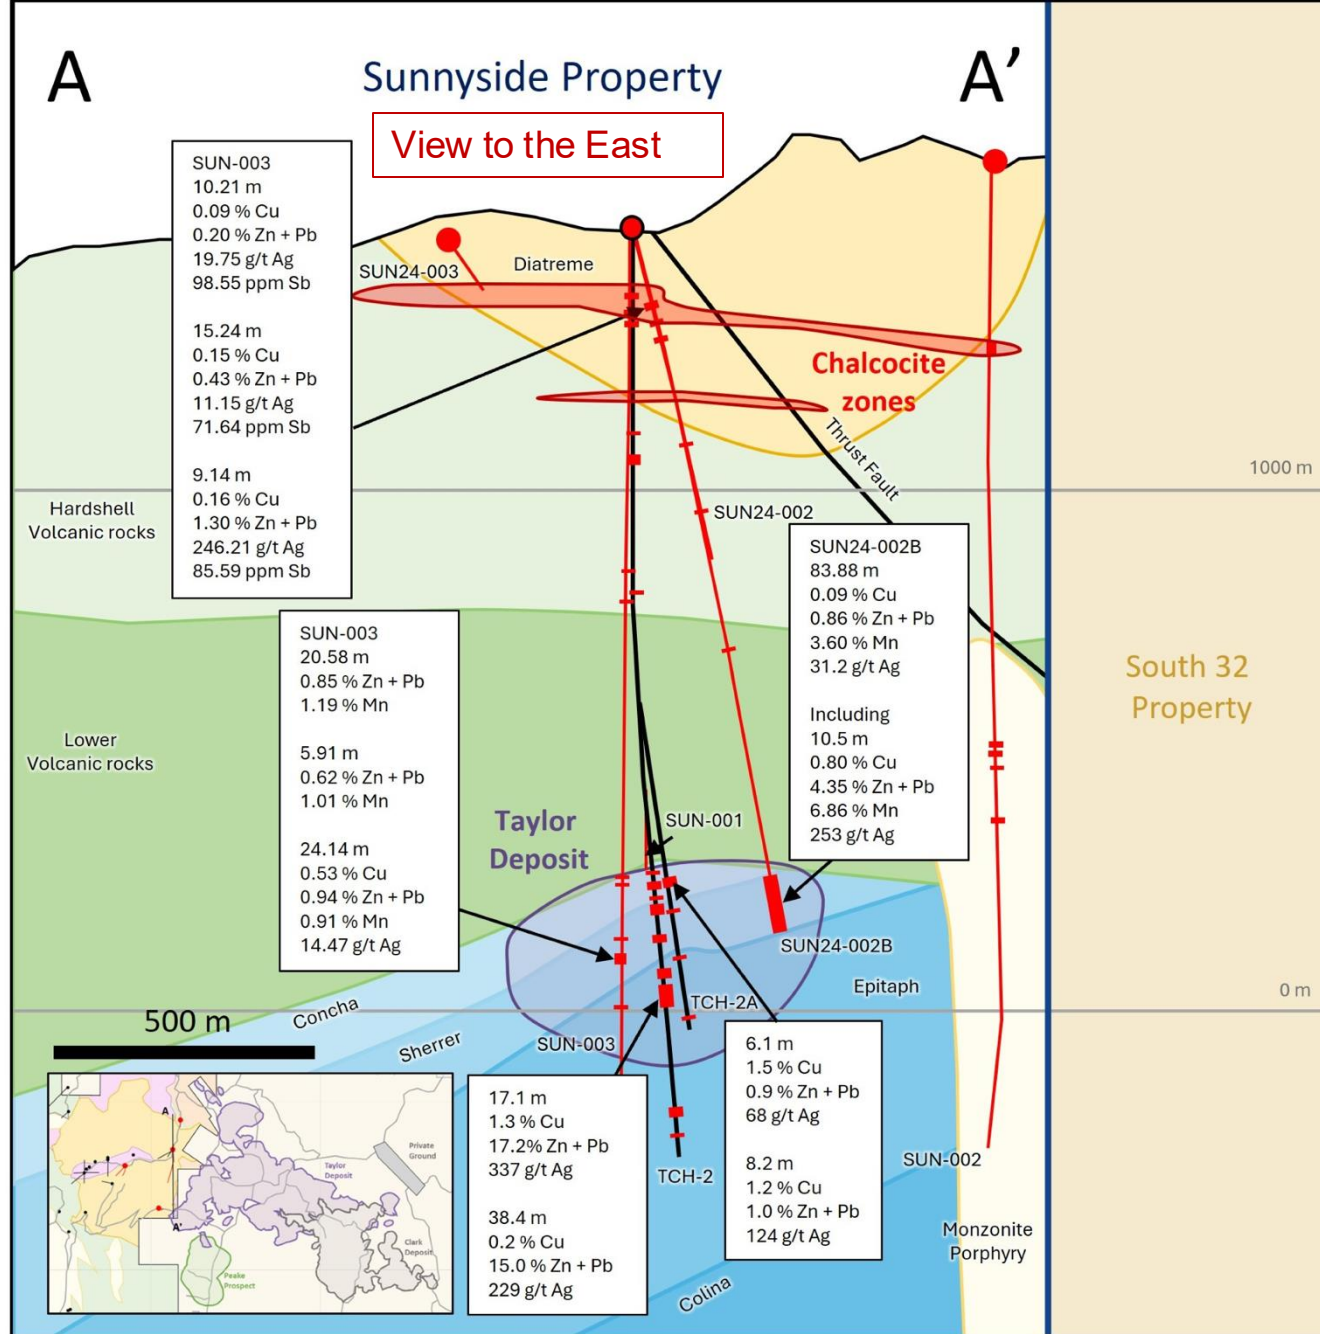 A
Sunnyside Property
A’
View to the East
SUN-003
10.21 m
0.09 % Cu
0.20 % Zn + Pb
19.75 g/t Ag
98.55 ppm Sb
15.24 m
0.15 % Cu
0.43 % Zn + Pb
11.15 g/t Ag
71.64 ppm Sb
9.14 m
0.16 % Cu
1.30 % Zn + Pb
246.21 g/t Ag
85.59 ppm Sb
SUN24-003
Diatreme
Chalcocite
zones
Thrust Fault
1000 m
Hardshell
Volcanic rocks
SUN24-002
SUN24-002B
83.88 m
0.09 % Cu
0.86 % Zn + Pb
3.60 % Mn
31.2 g/t Ag
Including
10.5 m
0.80 % Cu
4.35 % Zn + Pb
6.86 % Mn
253 g/t Ag
SUN-003
20.58 m
0.85 % Zn + Pb
1.19 % Mn
5.91 m
0.62 % Zn + Pb
1.01 % Mn
24.14 m
0.53 % Cu
0.94 % Zn + Pb
0.91 % Mn
14.47 g/t Ag
South 32
Property
Lower
Volcanic rocks
Taylor
Deposit
SUN-001
SUN24-002B
Epitaph
0 m
TCH-2A
Concha
500 m
Sherrer
SUN-003
6.1 m
1.5 % Cu
0.9 % Zn + Pb
68 g/t Ag
8.2 m
1.2 % Cu
1.0 % Zn + Pb
124 g/t Ag
17.1 m
1.3 % Cu
17.2% Zn + Pb
337 g/t Ag
38.4 m
0.2 % Cu
15.0 % Zn + Pb
229 g/t Ag
TCH-2
SUN-002
Monzonite
Porphyry
Colina
A
Private
Ground
Taylor
Deposit
A'
Clark
Deposit
Peake
Prospect